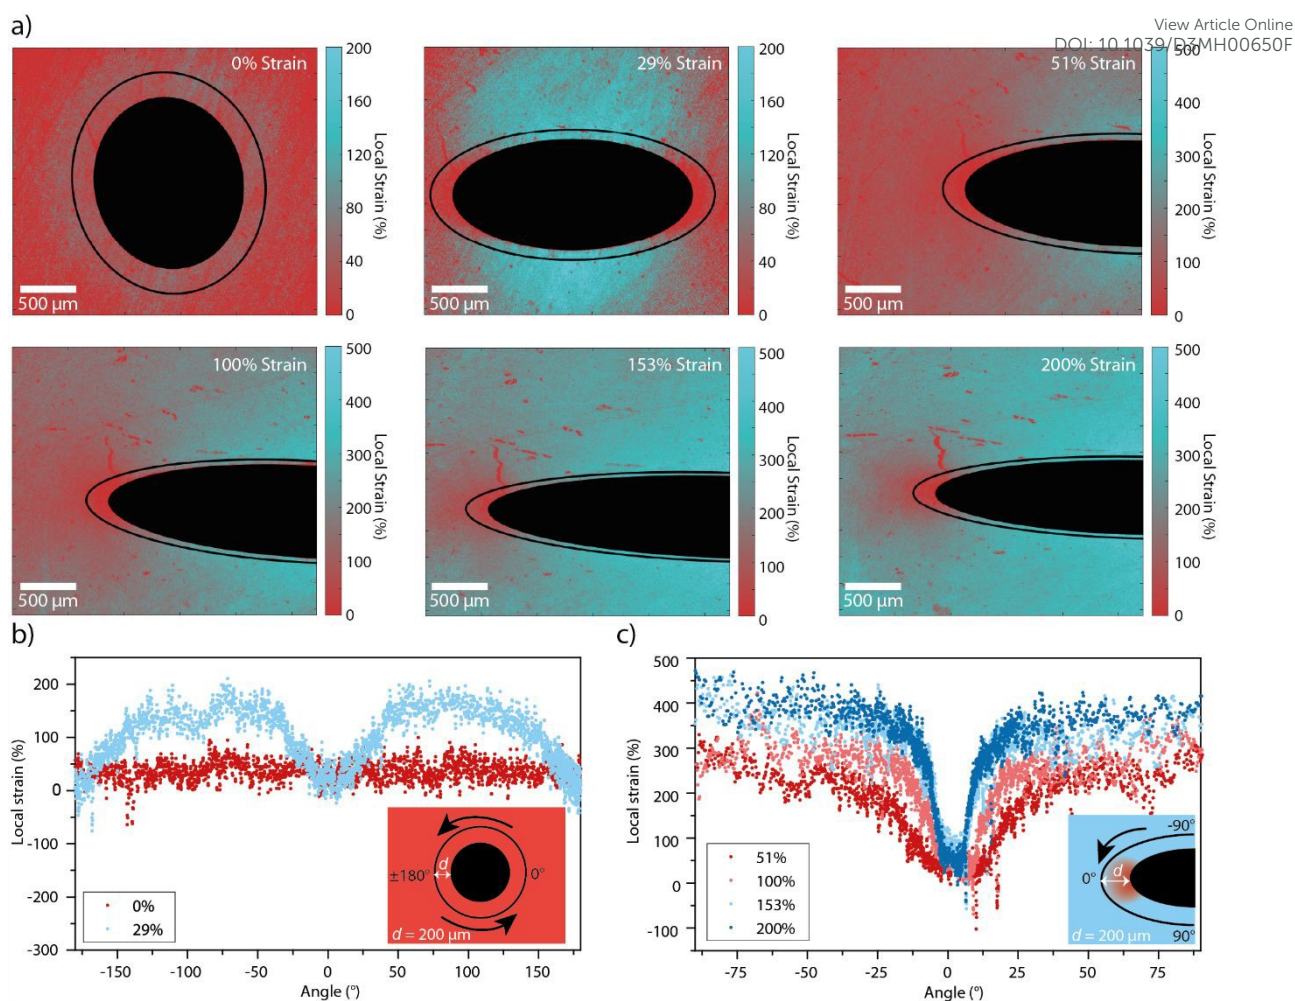 a)
View Article Online
DOI: 10.1039/D3MH00650F
0% Strain
500 µm
200
160
120
80
40
0
Local Strain (%)
29% Strain
500 µm
200
160
120
80
40
0
Local Strain (%)
51% Strain
500 µm
500
400
300
200
100
0
Local Strain (%)
100% Strain
500 µm
500
400
300
200
100
0
Local Strain (%)
153% Strain
500 µm
500
400
300
200
100
0
Local Strain (%)
200% Strain
500 µm
500
400
300
200
100
0
Local Strain (%)
b)
Local strain (%)
200
100
0
-100
-200
-300
0%
29%
±180°
d
0°
d = 200 µm
-150
-100
-50
0
50
100
150
Angle (°)
c)
Local strain (%)
500
400
300
200
100
0
-100
51%
100%
153%
200%
-90°
0°
d
90°
d = 200 µm
-75
-50
-25
0
25
50
75
Angle (°)